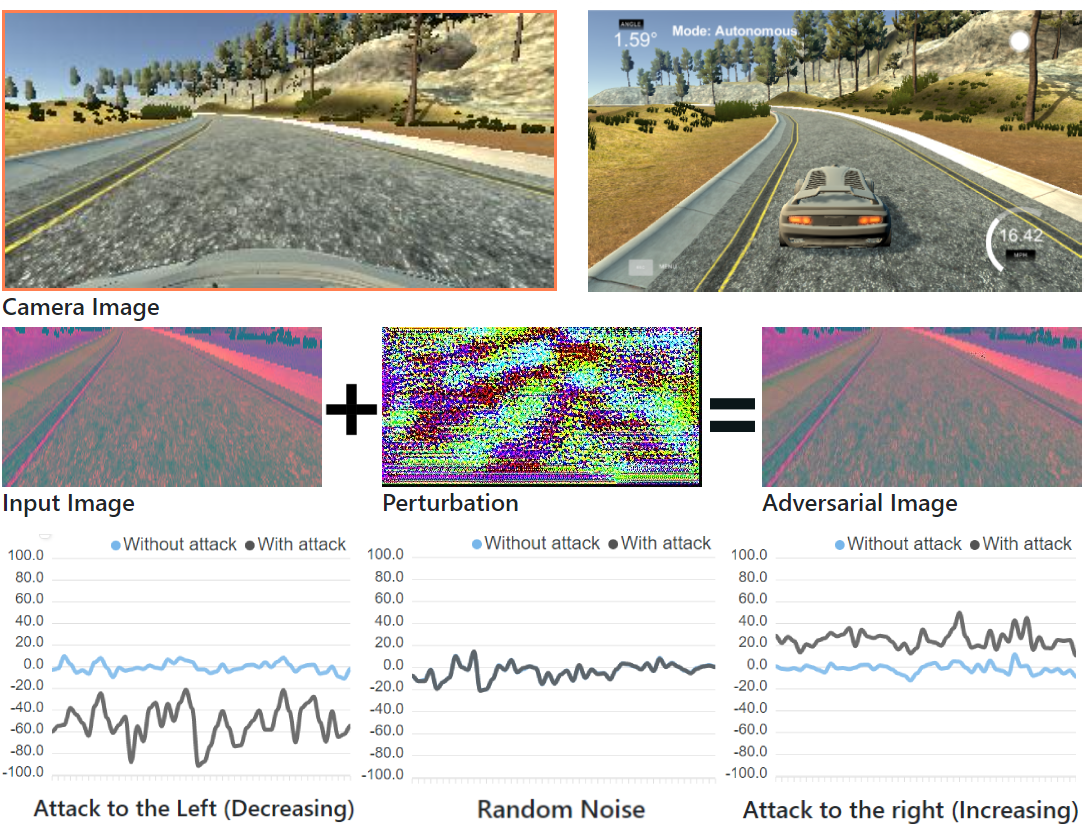 ANGLE
1.59°
Mode: Autonomous
16.42
MPH
MENU
Camera Image
Input Image
Perturbation
Adversarial Image
Without attack With attack
100.0
80.0
60.0
40.0
20.0
0.0
-20.0
-40.0
-60.0
-80.0
-100.0
Attack to the Left (Decreasing)
Without attack With attack
100.0
80.0
60.0
40.0
20.0
0.0
-20.0
-40.0
-60.0
-80.0
-100.0
Random Noise
Without attack With attack
100.0
80.0
60.0
40.0
20.0
0.0
-20.0
-40.0
-60.0
-80.0
-100.0
Attack to the right (Increasing)